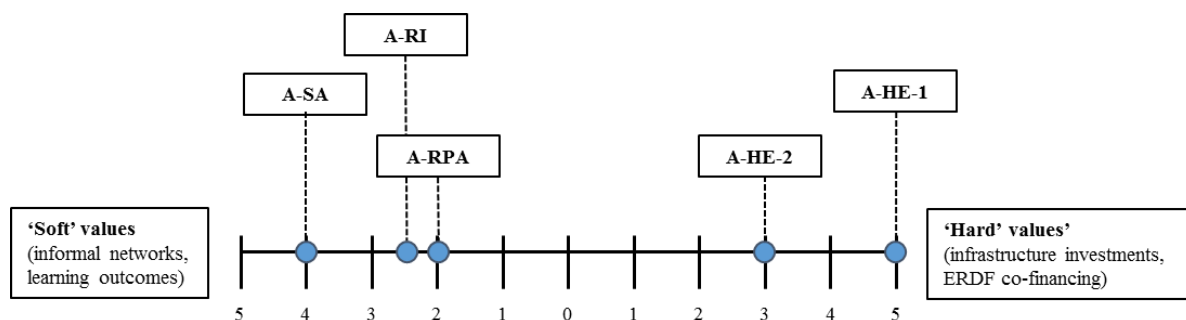 A-RI
A-SA
A-HE-1
A-RPA
A-HE-2
‘Soft’ values
(informal networks,
learning outcomes)
‘Hard’ values’
(infrastructure investments,
ERDF co-financing)
5 4 3 2 1 0 1 2 3 4 5